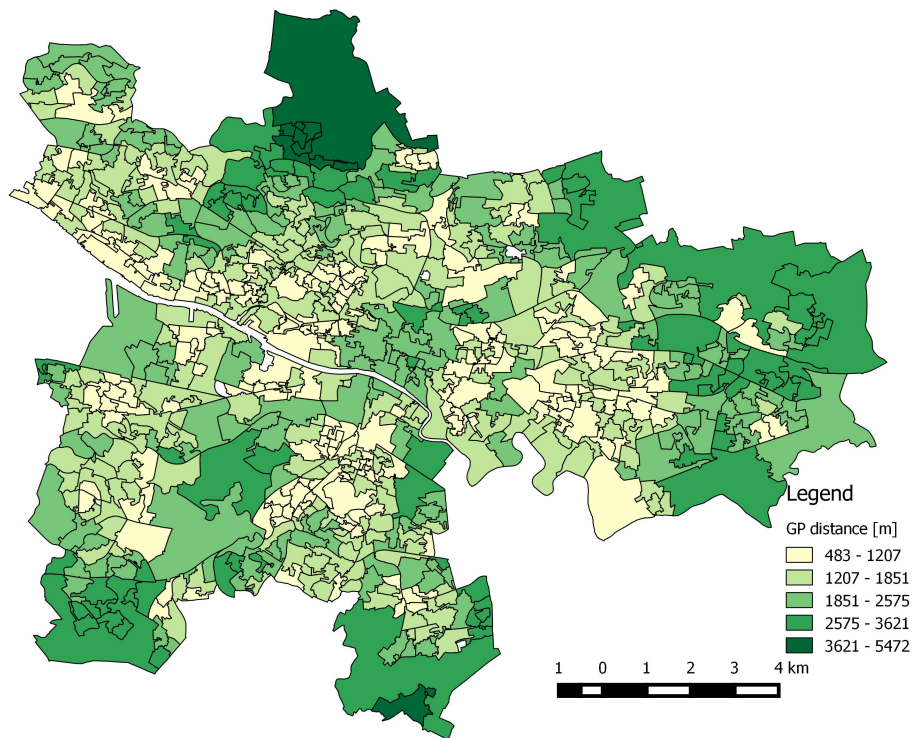 Legend
GP distance [m]
483 - 1207
1207 - 1851
1851 - 2575
2575 - 3621
3621 - 5472
1 0 1 2 3 4 km